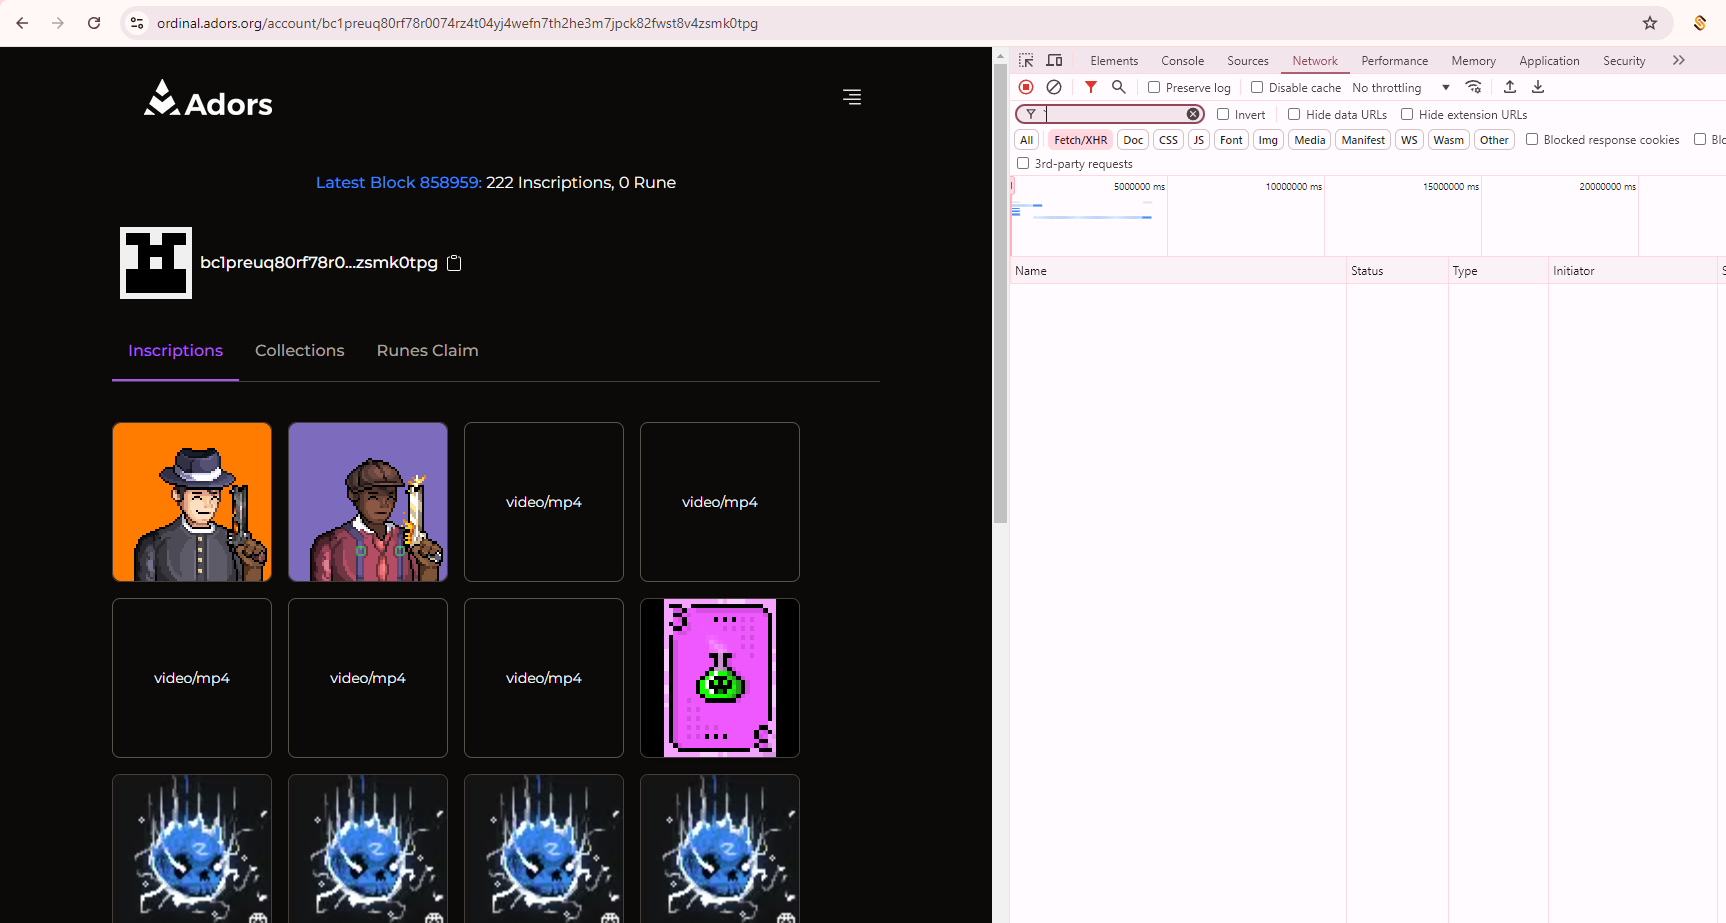 ordinal.adors.org/account/bc1preuq80rf78r0074rz4t04yj4wefn7th2he3m7jpck82fwst8v4zsmk0tpg
Adors
Latest Block 858959: 222 Inscriptions, 0 Rune
bc1preuq80rf78r0...zsmk0tpg
Inscriptions Collections Runes Claim
video/mp4 video/mp4
video/mp4 video/mp4 video/mp4
3
3
Elements Console Sources Network Performance Memory Application Security
Preserve log Disable cache No throttling
Invert Hide data URLs Hide extension URLs
All Fetch/XHR Doc CSS JS Font Img Media Manifest WS Wasm Other Blocked response cookies Blo
3rd-party requests
5000000 ms 10000000 ms 15000000 ms 20000000 ms
Name Status Type Initiator S